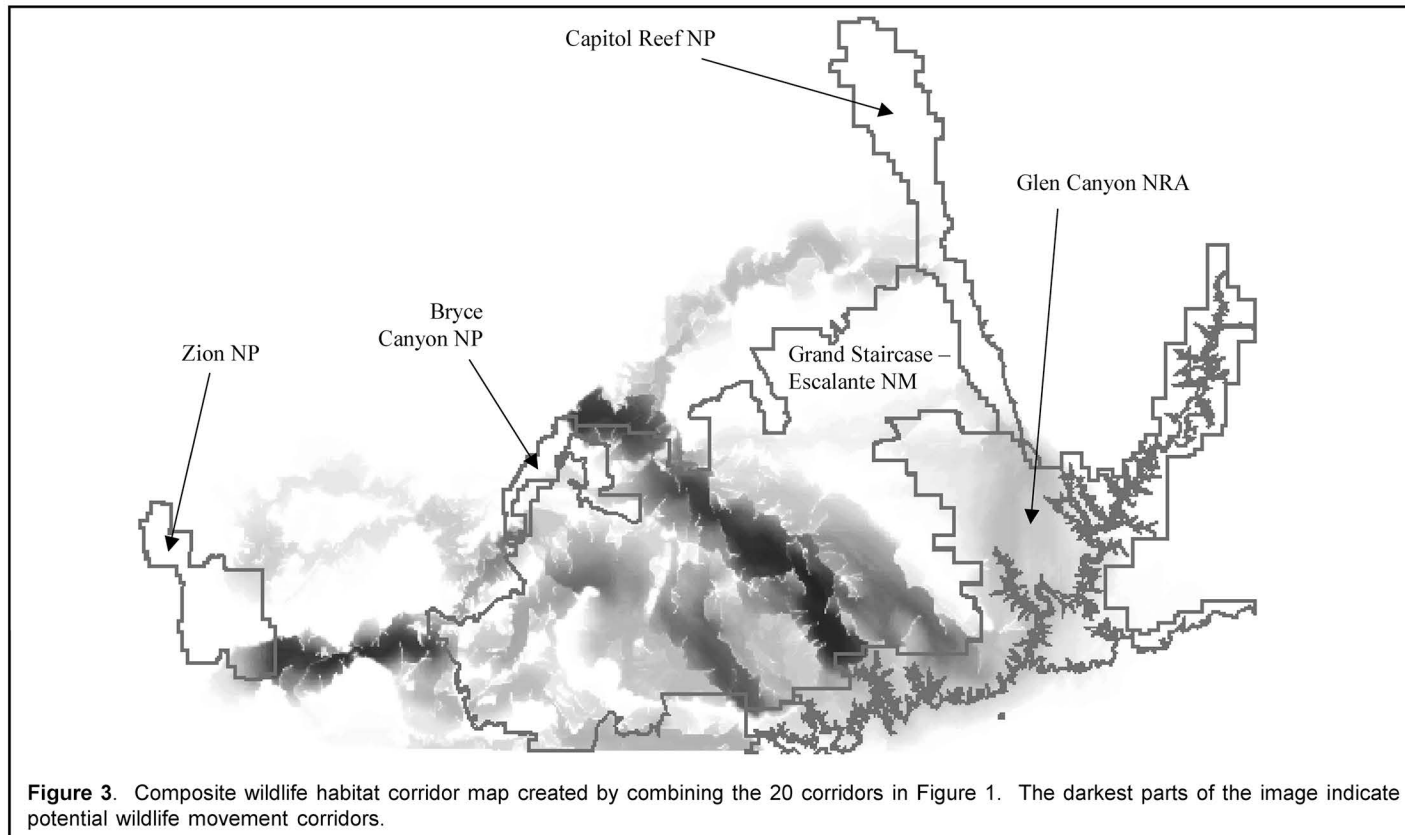 Capitol Reef NP
Glen Canyon NRA
Bryce
Canyon NP
Zion NP
Grand Staircase –
Escalante NM
Figure 3. Composite wildlife habitat corridor map created by combining the 20 corridors in Figure 1. The darkest parts of the image indicate
potential wildlife movement corridors.